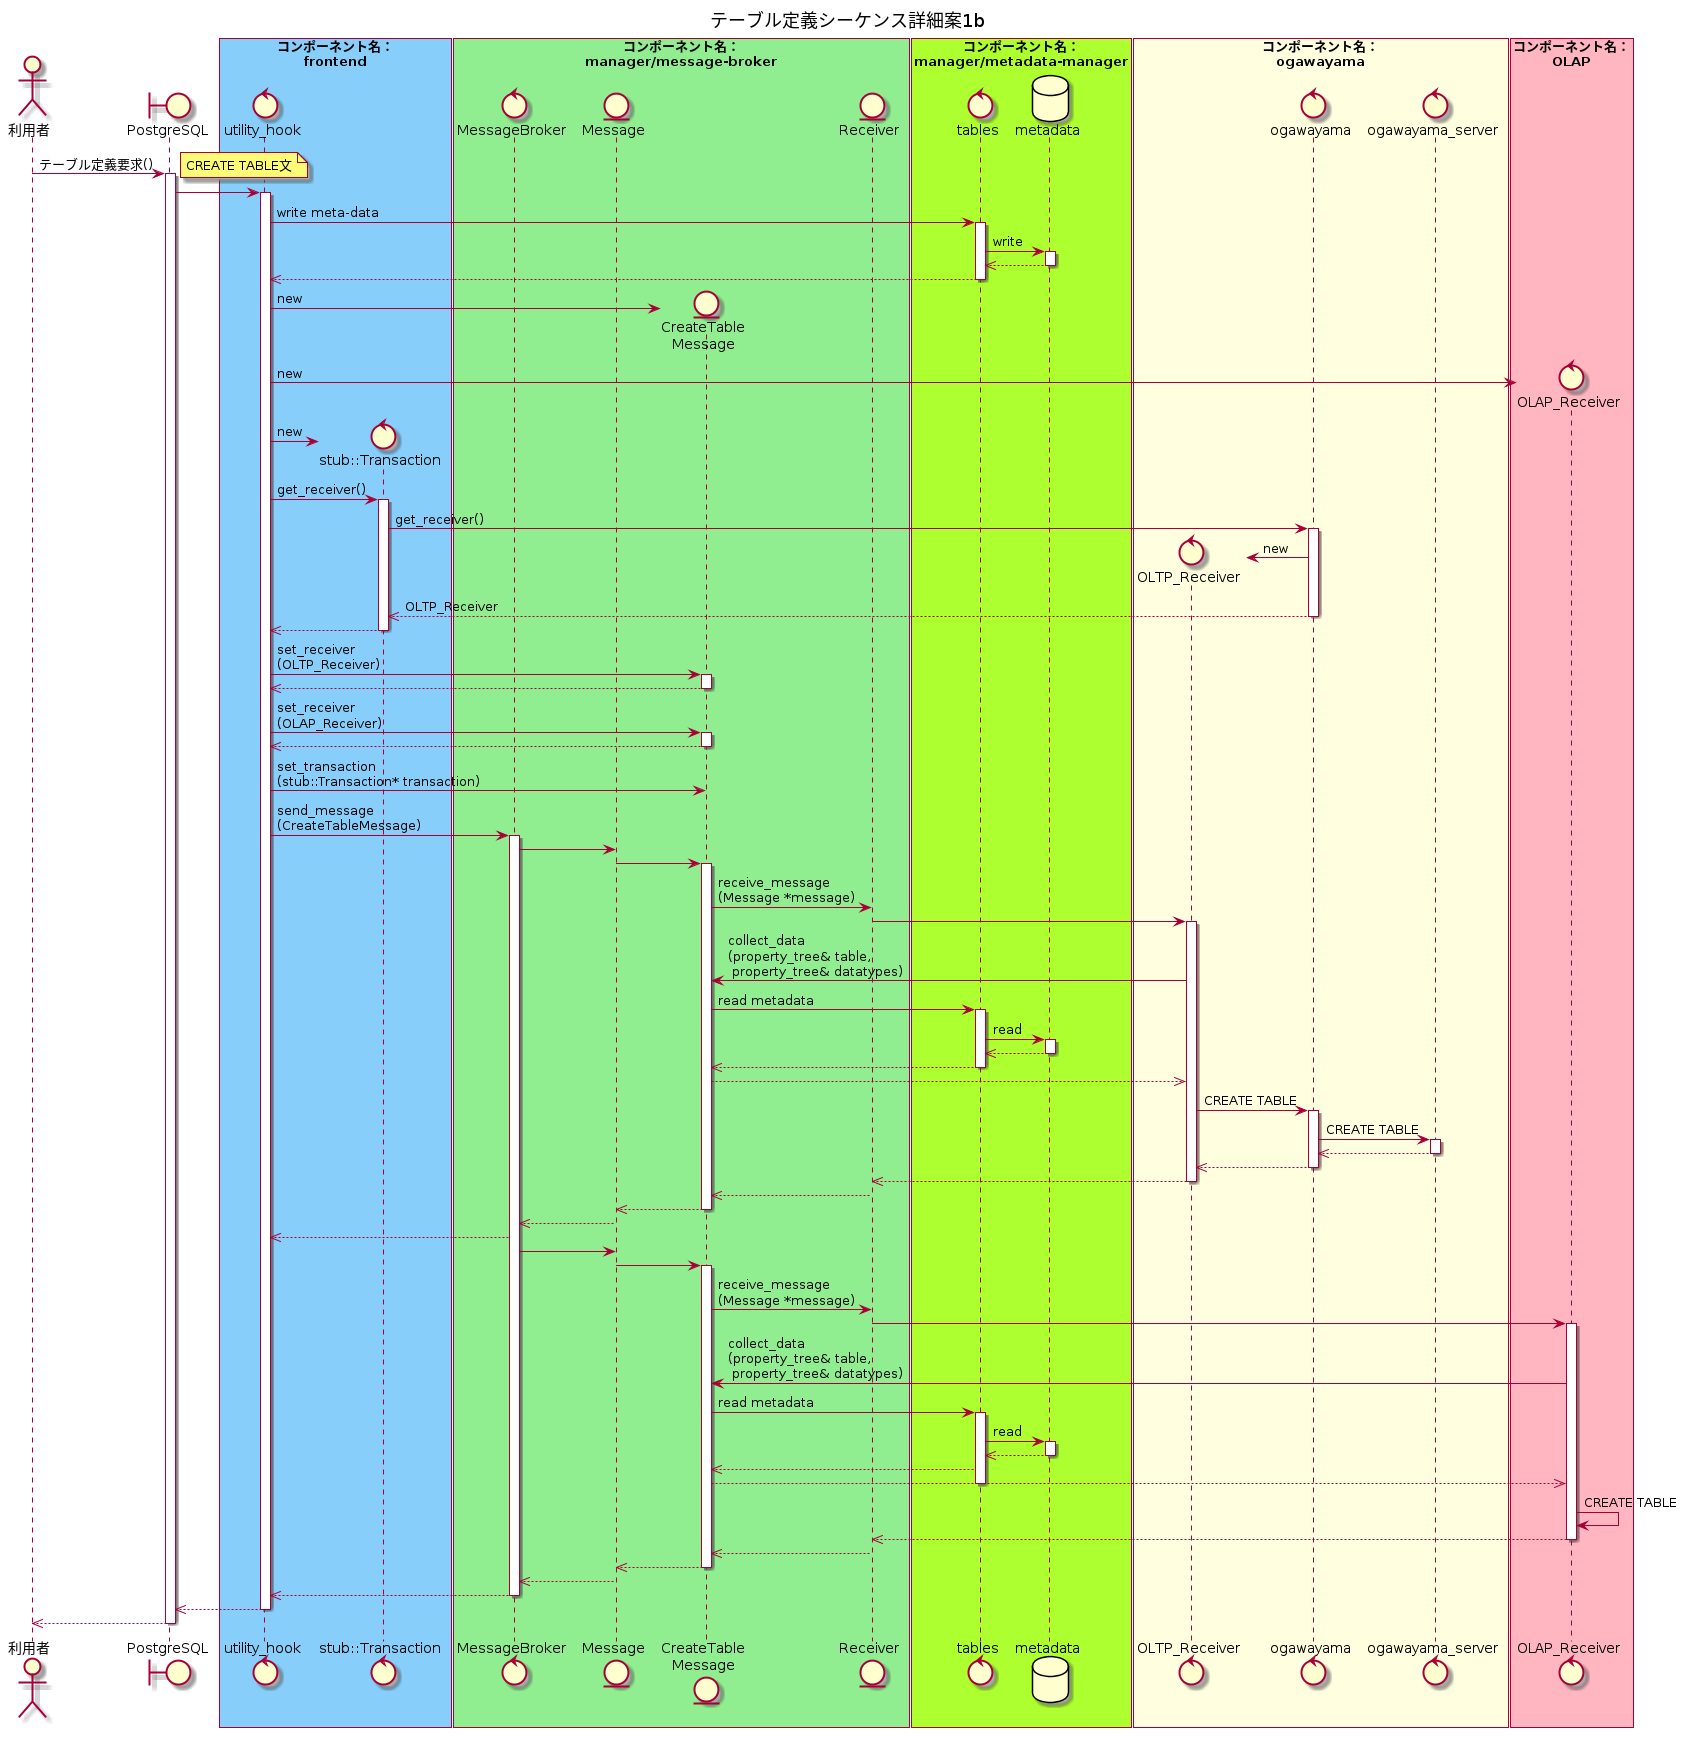 テーブル定義シーケンス詳細案1b
コンポーネント名：
frontend
コンポーネント名：
manager/message-broker
コンポーネント名：
manager/metadata-manager
コンポーネント名：
ogawayama
コンポーネント名：
OLAP
利用者
PostgreSQL
utility_hook
MessageBroker
Message
Receiver
tables
metadata
ogawayama
ogawayama_server
テーブル定義要求()
CREATE TABLE文
write meta-data
write
new
CreateTable
Message
new
OLAP_Receiver
new
stub::Transaction
get_receiver()
get_receiver()
new
OLTP_Receiver
OLTP_Receiver
set_receiver
(OLTP_Receiver)
set_receiver
(OLAP_Receiver)
set_transaction
(stub::Transaction* transaction)
send_message
(CreateTableMessage)
receive_message
(Message *message)
collect_data
(property_tree& table,
property_tree& datatypes)
read metadata
read
CREATE TABLE
CREATE TABLE
receive_message
(Message *message)
collect_data
(property_tree& table,
property_tree& datatypes)
read metadata
read
CREATE TABLE
利用者
PostgreSQL
utility_hook
stub::Transaction
MessageBroker
Message
CreateTable
Message
Receiver
tables
metadata
OLTP_Receiver
ogawayama
ogawayama_server
OLAP_Receiver